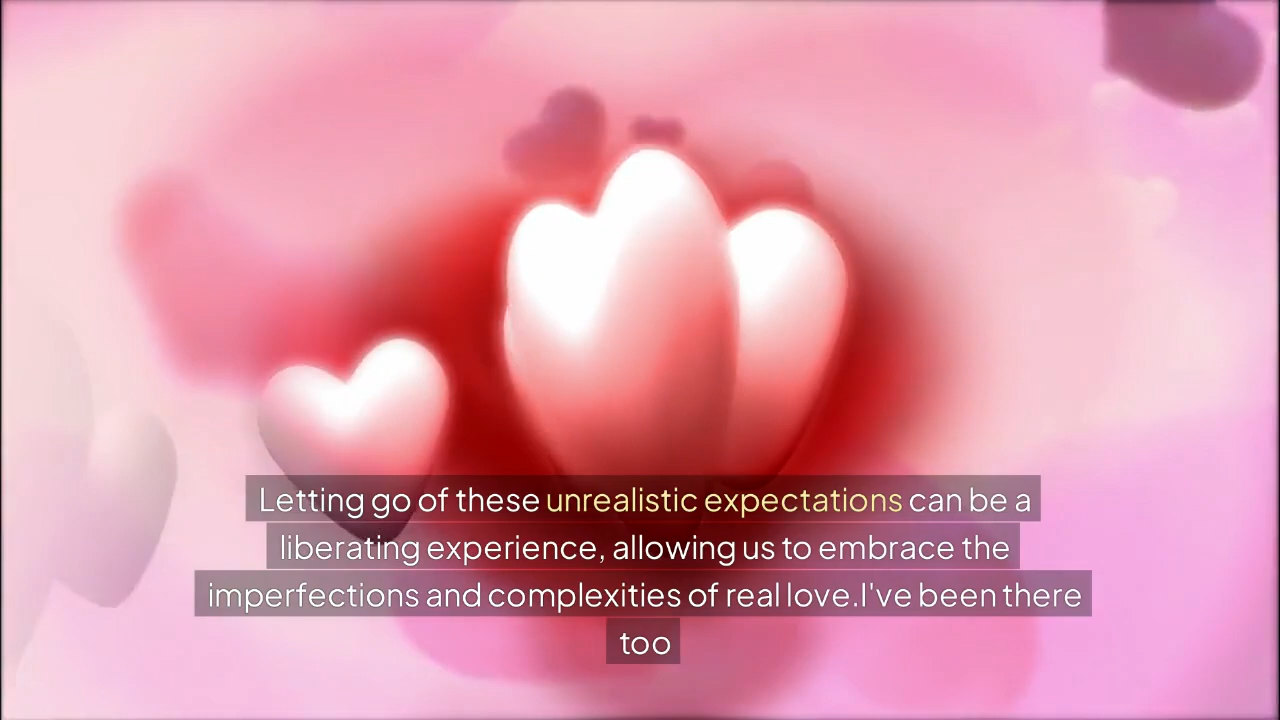 Letting go of these unrealistic expectations can be a
liberating experience, allowing us to embrace the
imperfections and complexities of real love.I've been there
too